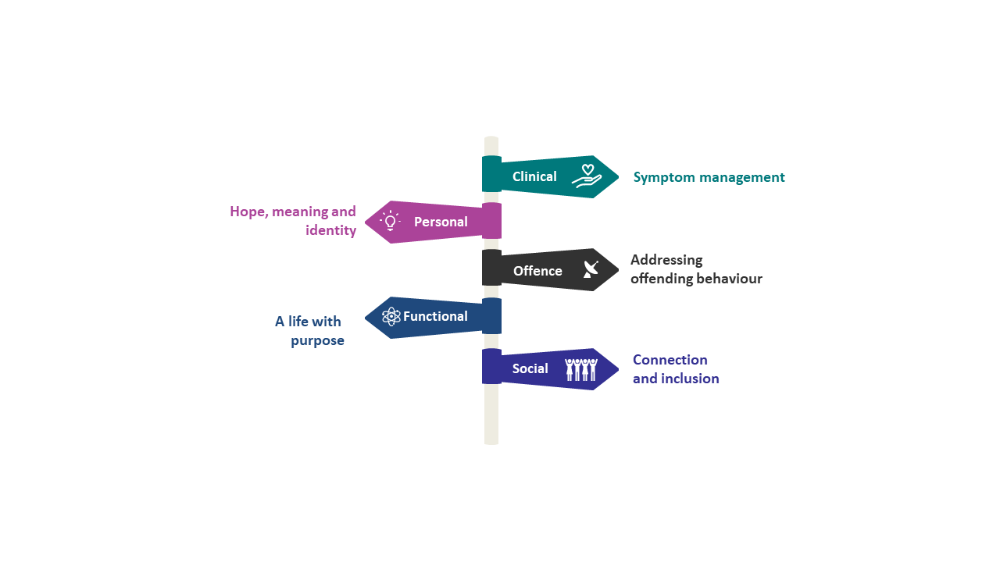 Clinical
Symptom management
Hope, meaning and
identity
Personal
Offence
Addressing
offending behaviour
Functional
A life with
purpose
Social
Connection
and inclusion